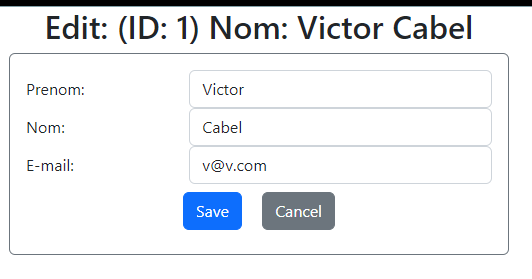 Edit: (ID: 1) Nom: Victor Cabel
Prenom: Victor
Nom: Cabel
E-mail: v@v.com
Save Cancel